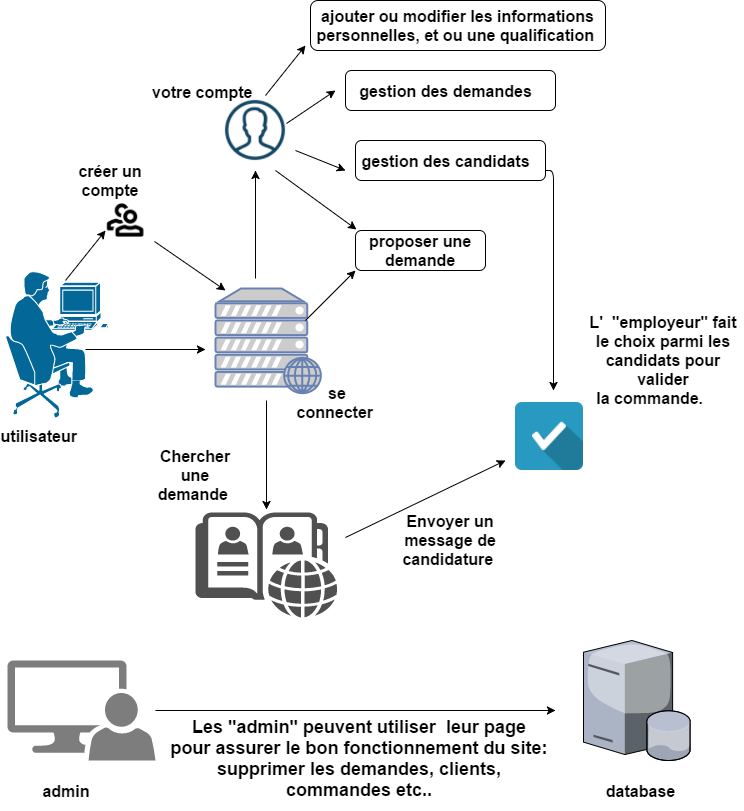 ajouter ou modifier les informations
personnelles, et ou une qualification
votre compte
gestion des demandes
gestion des candidats
créer un
compte
proposer une
demande
L' "employeur" fait
le choix parmi les
candidats pour
valider
la commande.
se
connecter
utilisateur
Chercher
une
demande
Envoyer un
message de
candidature
Les "admin" peuvent utiliser leur page
pour assurer le bon fonctionnement du site:
supprimer les demandes, clients,
commandes etc..
admin
database